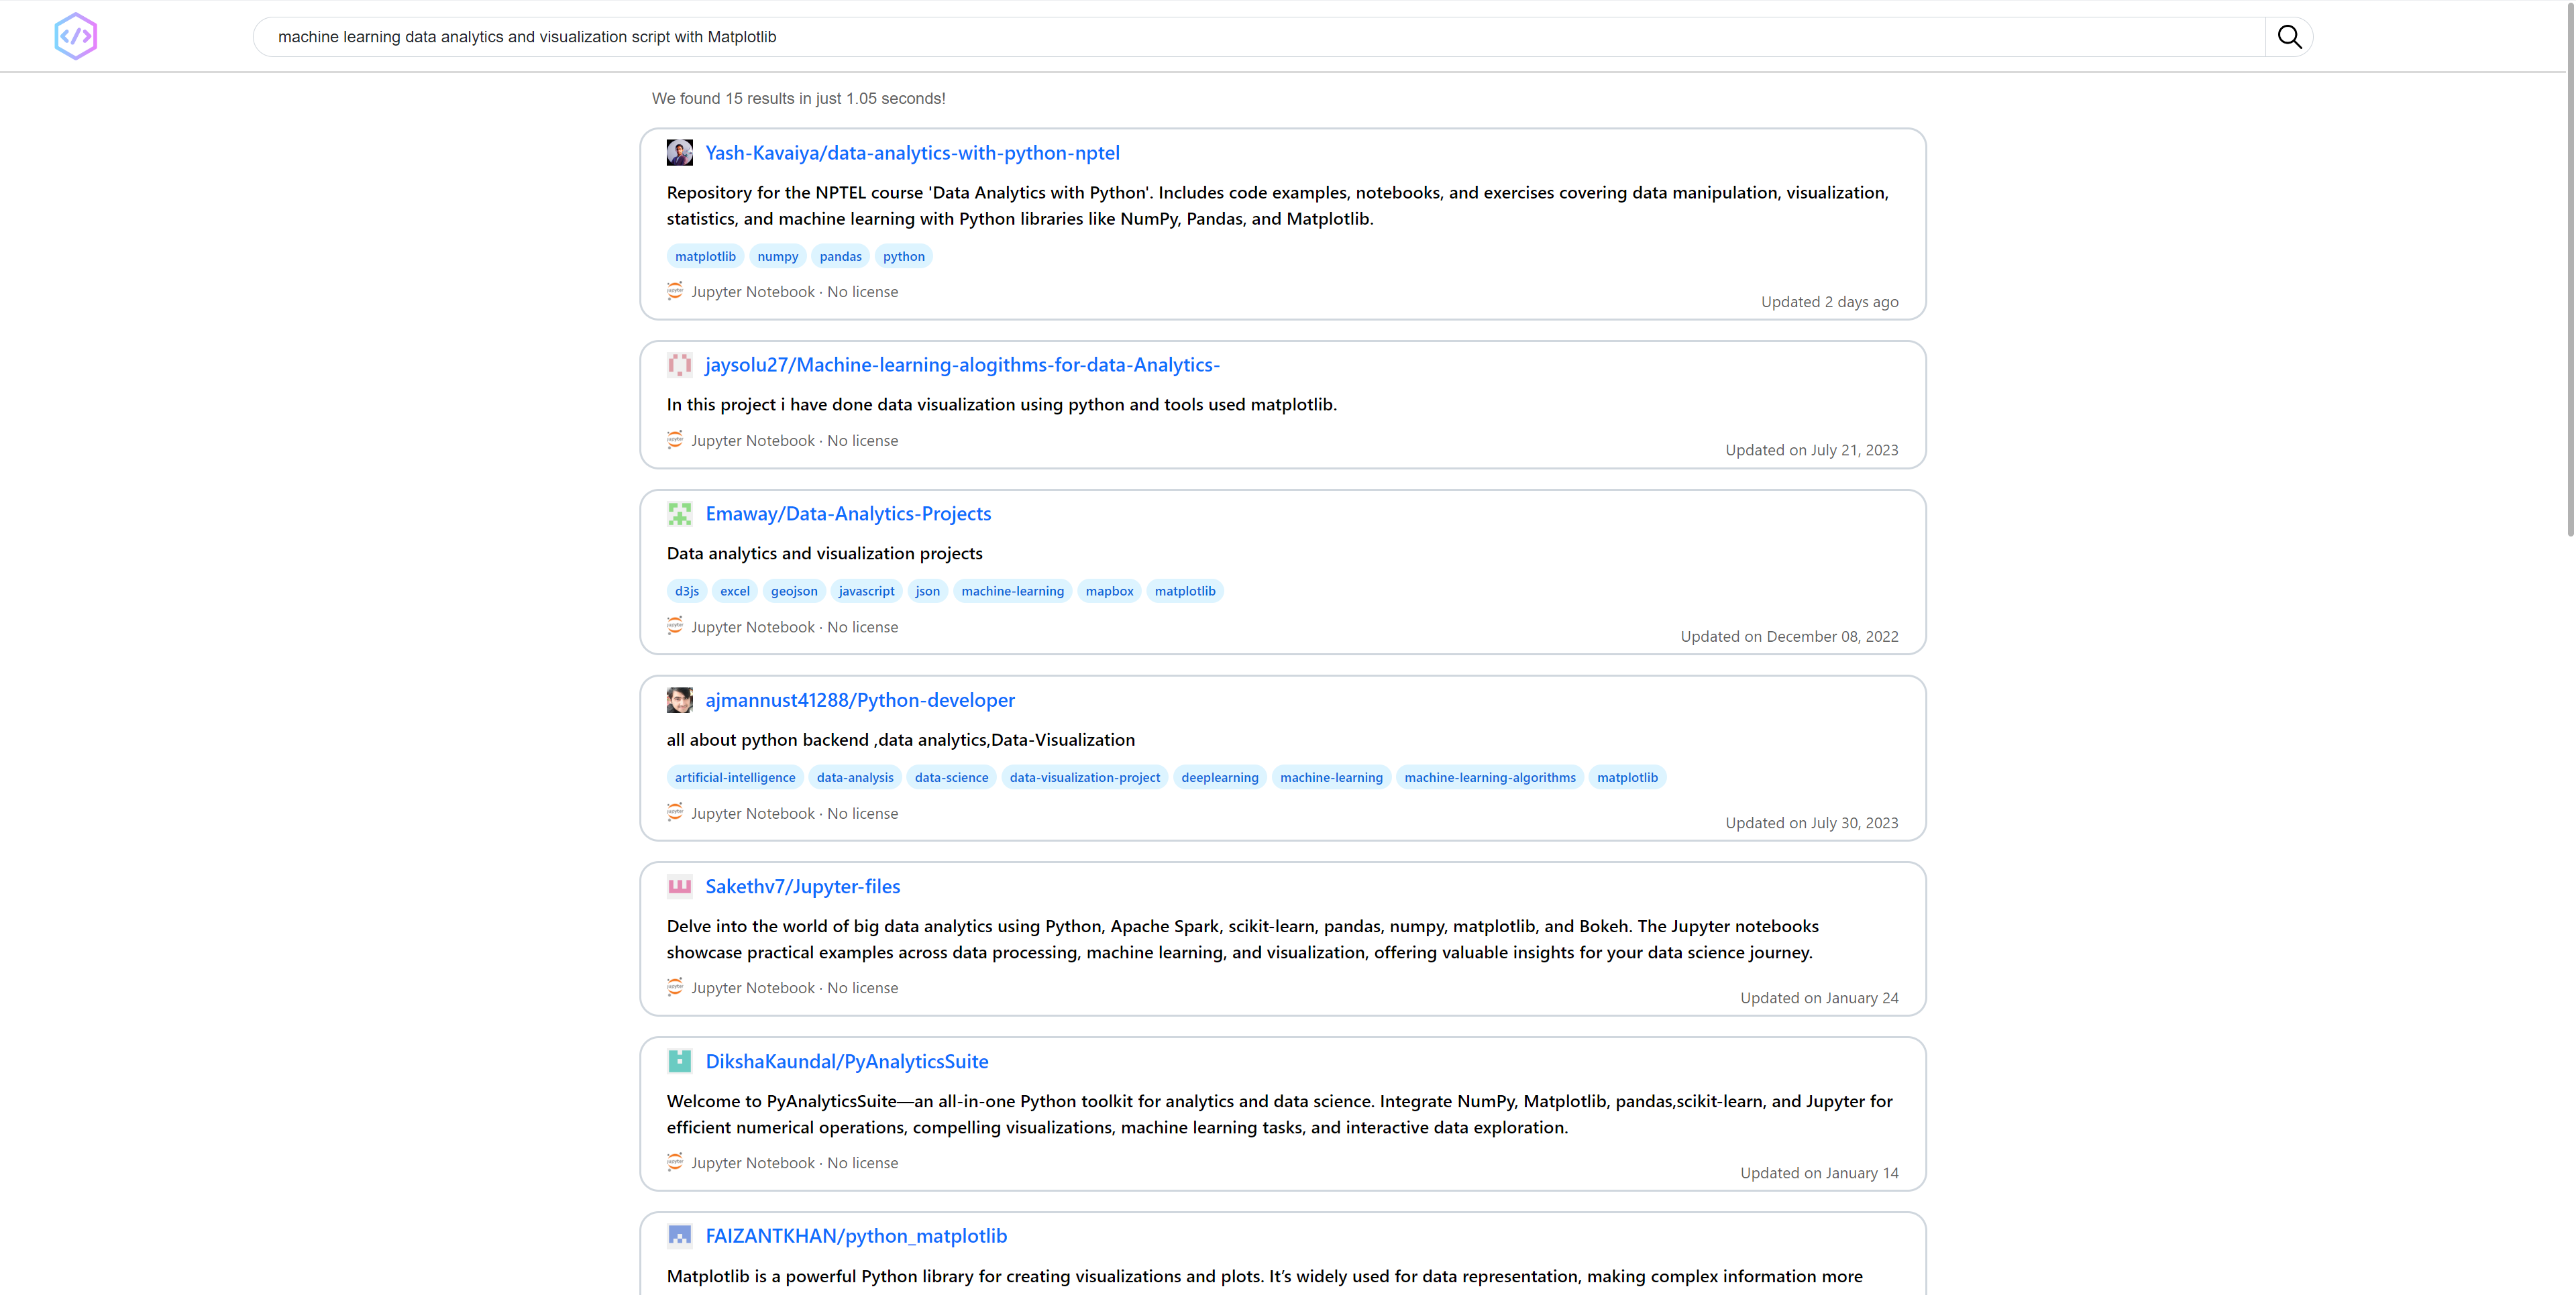 machine learning data analytics and visualization script with Matplotlib
We found 15 results in just 1.05 seconds!
Yash-Kavaiya/data-analytics-with-python-nptel
Repository for the NPTEL course 'Data Analytics with Python'. Includes code examples, notebooks, and exercises covering data manipulation, visualization,
statistics, and machine learning with Python libraries like NumPy, Pandas, and Matplotlib.
matplotlib numpy pandas python
Jupyter Notebook · No license
Updated 2 days ago
jaysolu27/Machine-learning-alogithms-for-data-Analytics-
In this project i have done data visualization using python and tools used matplotlib.
Jupyter Notebook · No license
Updated on July 21, 2023
Emaway/Data-Analytics-Projects
Data analytics and visualization projects
d3js excel geojson javascript json machine-learning mapbox matplotlib
Jupyter Notebook · No license
Updated on December 08, 2022
ajmannust41288/Python-developer
all about python backend ,data analytics,Data-Visualization
artificial-intelligence data-analysis data-science data-visualization-project deeplearning machine-learning machine-learning-algorithms matplotlib
Jupyter Notebook · No license
Updated on July 30, 2023
Sakethv7/Jupyter-files
Delve into the world of big data analytics using Python, Apache Spark, scikit-learn, pandas, numpy, matplotlib, and Bokeh. The Jupyter notebooks
showcase practical examples across data processing, machine learning, and visualization, offering valuable insights for your data science journey.
Jupyter Notebook · No license
Updated on January 24
DikshaKaundal/PyAnalyticsSuite
Welcome to PyAnalyticsSuite—an all-in-one Python toolkit for analytics and data science. Integrate NumPy, Matplotlib, pandas,scikit-learn, and Jupyter for
efficient numerical operations, compelling visualizations, machine learning tasks, and interactive data exploration.
Jupyter Notebook · No license
Updated on January 14
FAIZANTKHAN/python_matplotlib
Matplotlib is a powerful Python library for creating visualizations and plots. It’s widely used for data representation, making complex information more